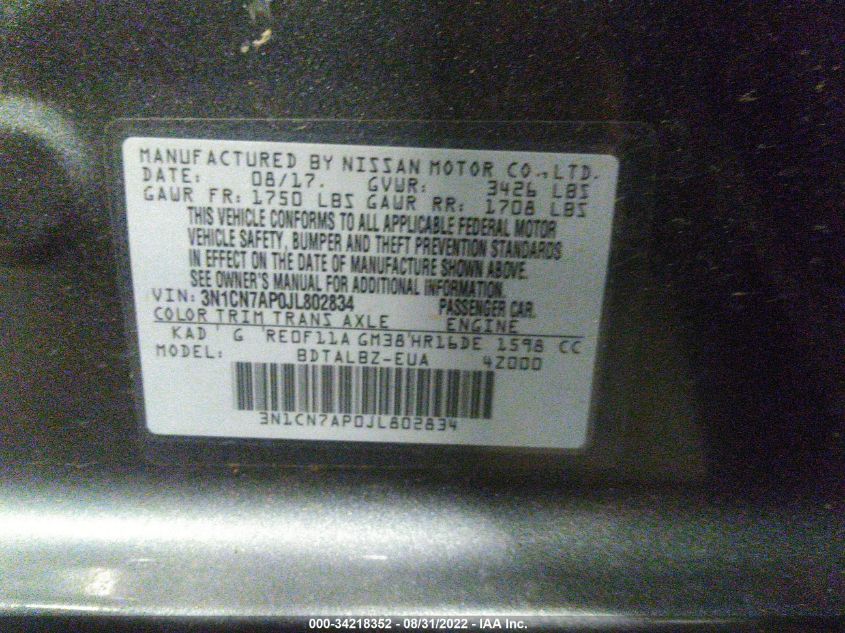 MANUFACTURED BY NISSAN MOTOR CO.,LTD.
DATE: 08/17. GVWR: 3426 LBS
GAWR FR: 1750 LBS GAWR RR: 1708 LBS
THIS VEHICLE CONFORMS TO ALL APPLICABLE FEDERAL MOTOR
VEHICLE SAFETY, BUMPER AND THEFT PREVENTION STANDARDS
IN EFFECT ON THE DATE OF MANUFACTURE SHOWN ABOVE.
SEE OWNER'S MANUAL FOR ADDITIONAL INFORMATION.
VIN: 3N1CN7AP0JL802834 PASSENGER CAR.
COLOR TRIM TRANS AXLE ENGINE
KAD ' G 'RE0F11A GM38'HR16DE 1598 CC
MODEL: BDTALBZ-EUA 4Z000
3N1CN7AP0JL802834
000-34218352 - 08/31/2022 - IAA Inc.